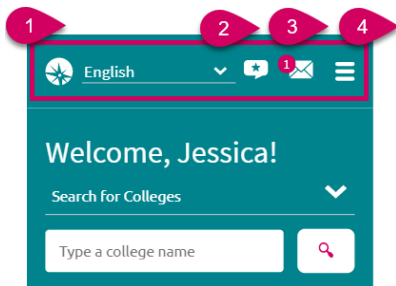 1 2 3 4
English 1
Welcome, Jessica!
Search for Colleges
Type a college name